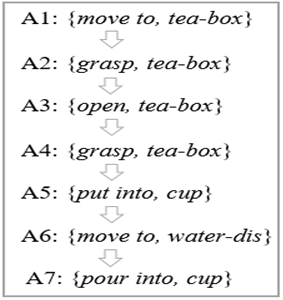 A1: {move to, tea-box}
A2: {grasp, tea-box}
A3: {open, tea-box}
A4: {grasp, tea-box}
A5: {put into, cup}
A6: {move to, water-dis}
A7: {pour into, cup}